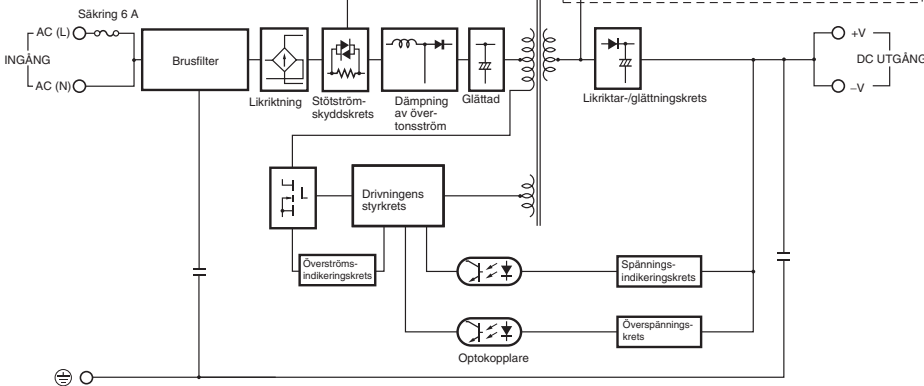 Säkring 6 A
AC (L)
INGÅNG
AC (N)
Brusfilter
Likriktning
Stötström-
skyddskrets
Dämpning
av över-
tonsström
Glättad
Likriktar-/glättningskrets
+V
DC UTGÅNG
–V
Drivningens
styrkrets
Överströms-
indikeringskrets
Spännings-
indikeringskrets
Överspännings-
krets
Optokopplare